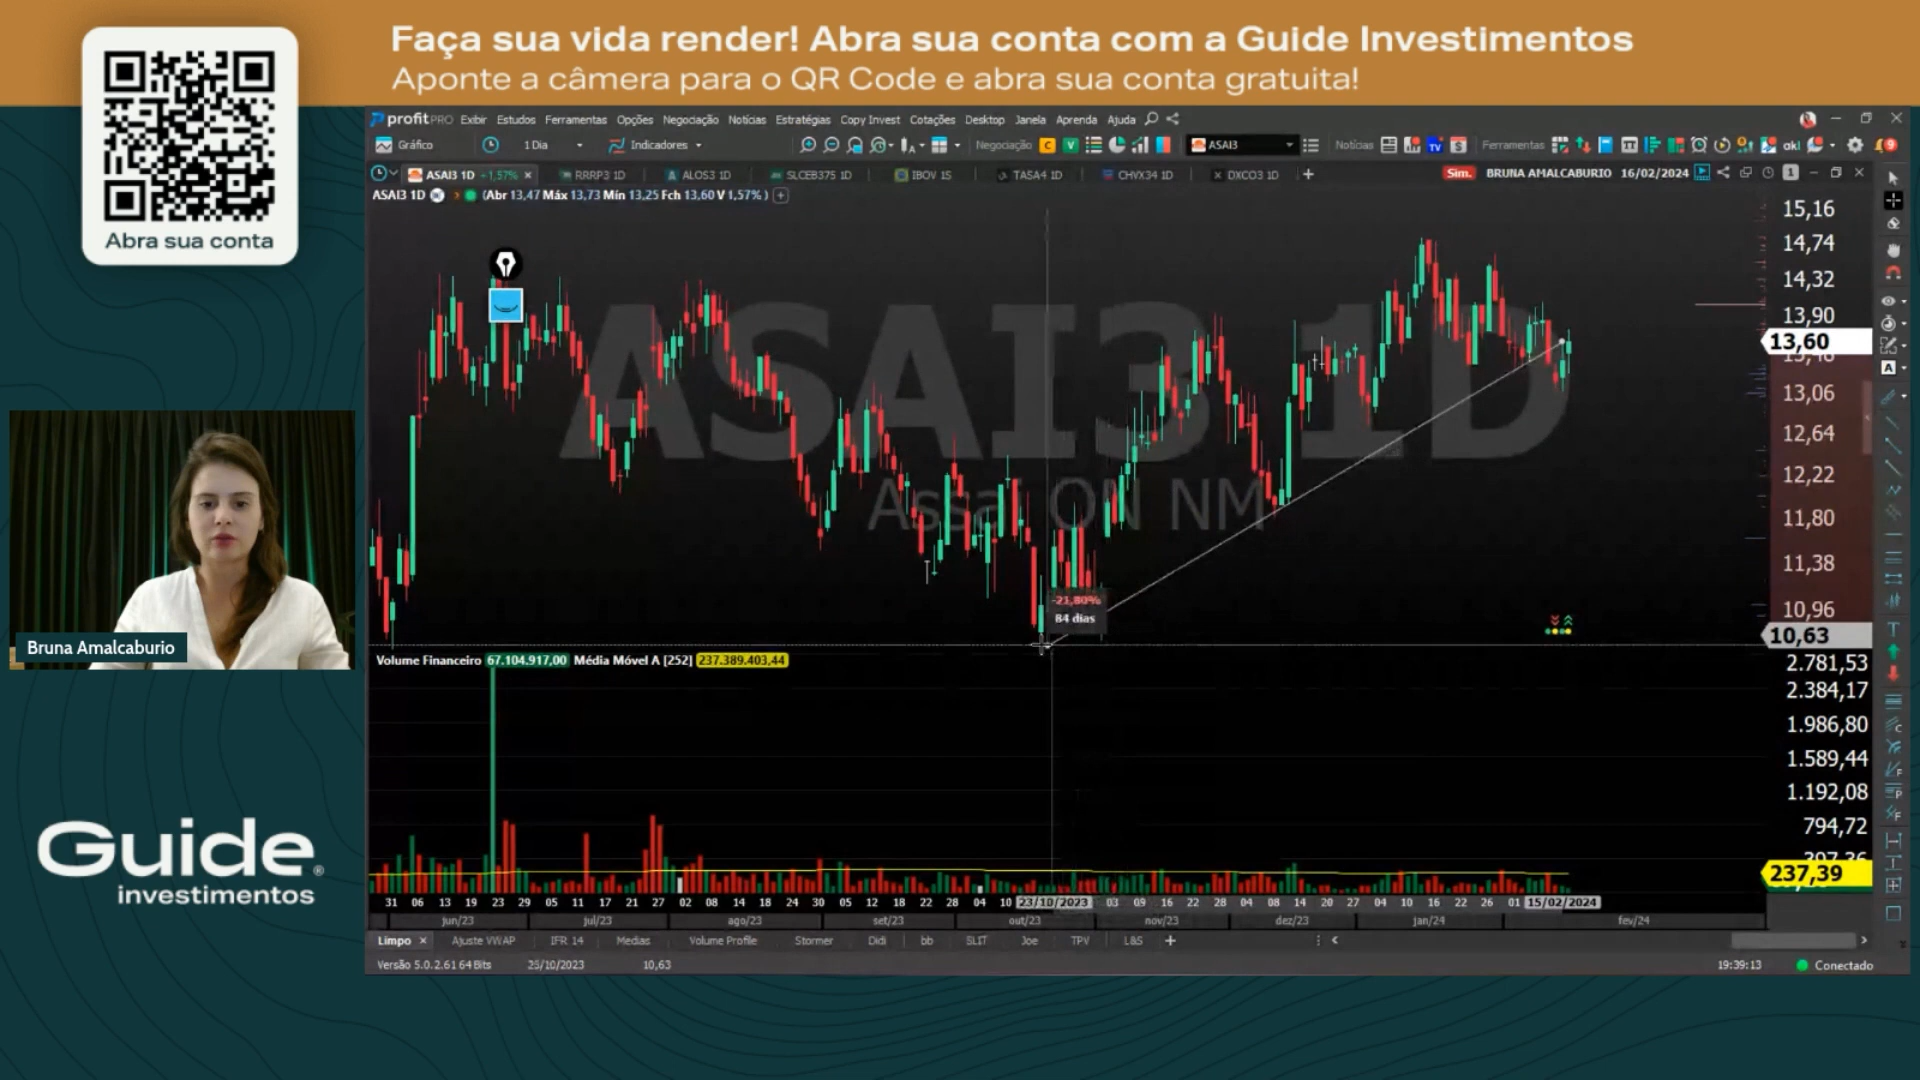 Faça sua vida render! Abra sua conta com a Guide Investimentos
Aponte a câmera para o QR Code e abra sua conta gratuita!
Abra sua conta
profit PRO Exibir Estudos Ferramentas Opções Negociação Notícias Estratégias Copy Invest Cotações Desktop Janela Aprenda Ajuda
Gráfico 1 Dia Indicadores Negociação C V ASAI3 Notícias TV Ferramentas
ASAI3 1D +1,57% RRRP3 1D ALOS3 1D SLCEB375 1D IBOV 1S TASA4 1D CHVX34 1D DXCO3 1D Sim. BRUNA AMALCABURIO 16/02/2024
ASAI3 1D (Abr 13,47 Máx 13,73 Mín 13,25 Fch 13,60 V 1,57% )
ASAI3 1D
Assaí ON NM
15,16
14,74
14,32
13,90
13,60
13,06
12,64
12,22
11,80
11,38
10,96
10,63
-21,80%
84 dias
Volume Financeiro 67.104.917,00 Média Móvel A [252] 237.389.403,44
2.781,53
2.384,17
1.986,80
1.589,44
1.192,08
794,72
237,39
31 06 13 19 23 29 05 11 17 21 27 02 08 14 18 24 30 05 12 18 22 28 04 10 23/10/2023 03 09 16 22 28 04 08 14 20 27 04 10 16 22 26 01 15/02/2024
jun/23 jul/23 ago/23 set/23 out/23 nov/23 dez/23 jan/24 fev/24
Limpo Ajuste VWAP IFR 14 Medias Volume Profile Stormer Didi bb SLIT Joe TPV L&S
Versão 5.0.2.61 64 Bits 25/10/2023 10,63 19:39:13 Conectado
Bruna Amalcaburio
Guide
investimentos